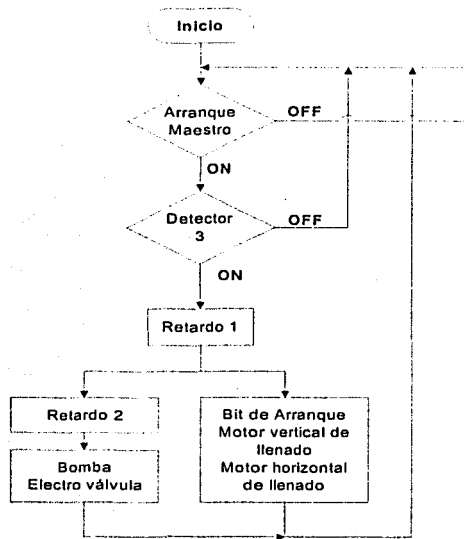 Inicio
Arranque
Maestro
OFF
ON
Detector
3
OFF
ON
Retardo 1
Retardo 2
Bomba
Electro válvula
Bit de Arranque
Motor vertical de
llenado
Motor horizontal
de llenado